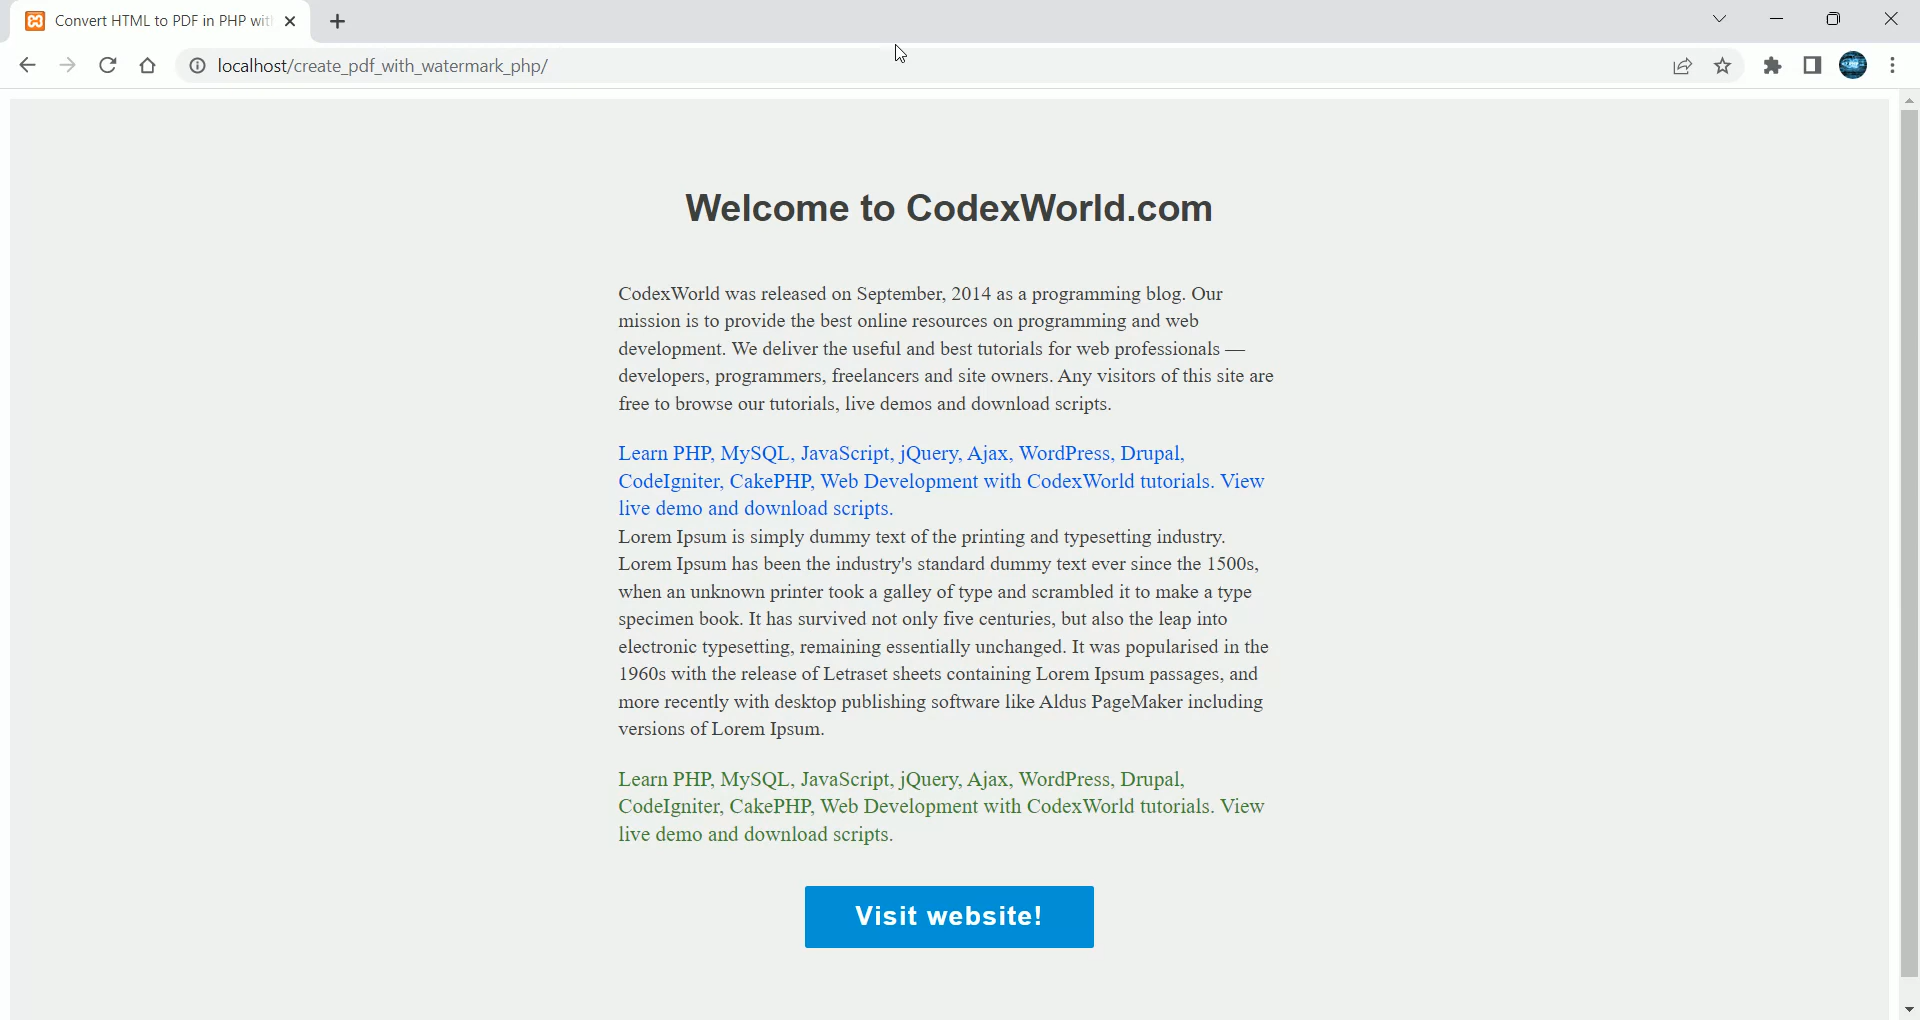 Convert HTML to PDF in PHP wit
localhost/create_pdf_with_watermark_php/
Welcome to CodexWorld.com
CodexWorld was released on September, 2014 as a programming blog. Our
mission is to provide the best online resources on programming and web
development. We deliver the useful and best tutorials for web professionals —
developers, programmers, freelancers and site owners. Any visitors of this site are
free to browse our tutorials, live demos and download scripts.
Learn PHP, MySQL, JavaScript, jQuery, Ajax, WordPress, Drupal,
CodeIgniter, CakePHP, Web Development with CodexWorld tutorials. View
live demo and download scripts.
Lorem Ipsum is simply dummy text of the printing and typesetting industry.
Lorem Ipsum has been the industry's standard dummy text ever since the 1500s,
when an unknown printer took a galley of type and scrambled it to make a type
specimen book. It has survived not only five centuries, but also the leap into
electronic typesetting, remaining essentially unchanged. It was popularised in the
1960s with the release of Letraset sheets containing Lorem Ipsum passages, and
more recently with desktop publishing software like Aldus PageMaker including
versions of Lorem Ipsum.
Learn PHP, MySQL, JavaScript, jQuery, Ajax, WordPress, Drupal,
CodeIgniter, CakePHP, Web Development with CodexWorld tutorials. View
live demo and download scripts.
Visit website!